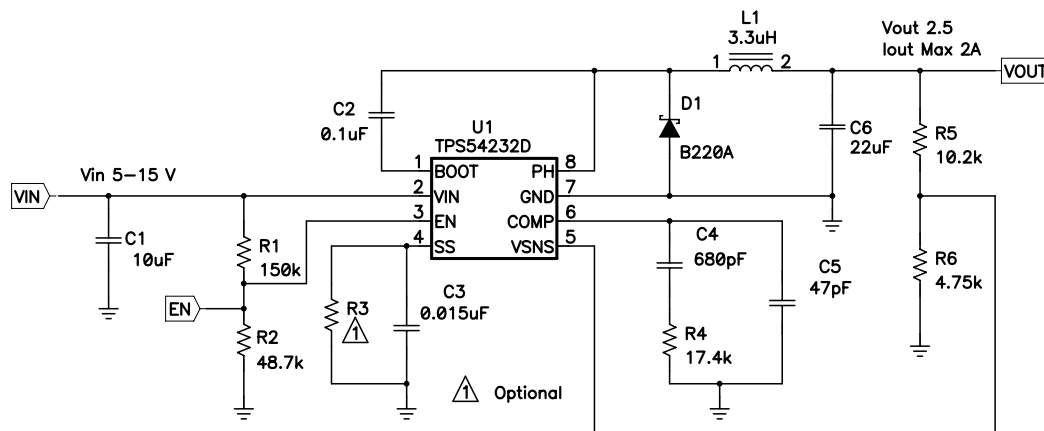 L1
3.3uH
1
2
Vout 2.5
Iout Max 2A
VOUT
C2
0.1uF
U1
TPS54232D
1 BOOT
2 VIN
3 EN
4 SS
PH 8
GND 7
COMP 6
VSNS 5
D1
B220A
C6
22uF
R5
10.2k
VIN
Vin 5-15 V
C1
10uF
R1
150k
EN
R2
48.7k
R3
1
C3
0.015uF
C4
680pF
C5
47pF
R4
17.4k
R6
4.75k
1 Optional